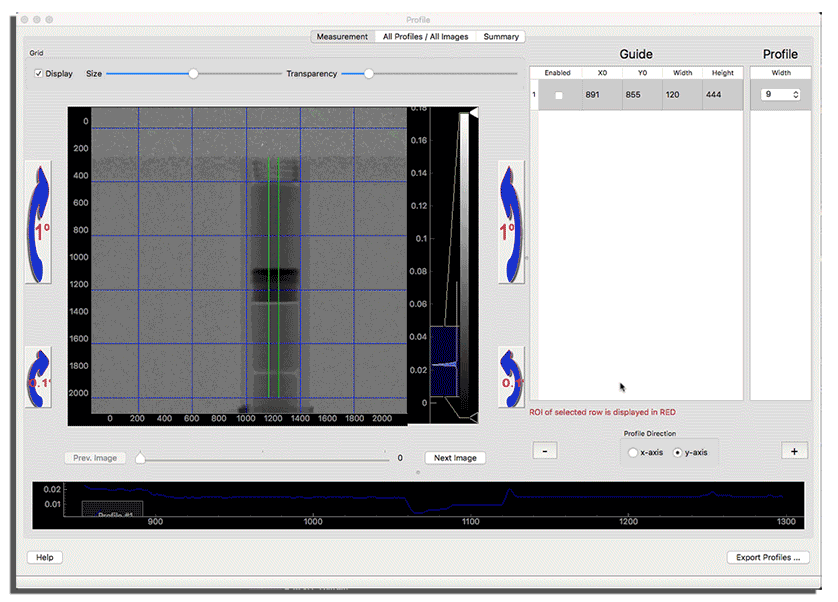 Profile
Measurement All Profiles / All Images Summary
Grid
Display Size Transparency
Guide
Profile
Enabled X0 Y0 Width Height
Width
1 891 855 120 444
9
0
200
400
600
800
1000
1200
1400
1600
1800
2000
0 200 400 600 800 1000 1200 1400 1600 1800 2000
0.18
0.16
0.14
0.12
0.1
0.08
0.06
0.04
0.02
0
1°
1°
0.1°
ROI of selected row is displayed in RED
Profile Direction
x-axis y-axis
-
+
Prev. Image 0 Next Image
0.02
0.01
Profile #1
900 1000 1100 1200 1300
Help
Export Profiles ...